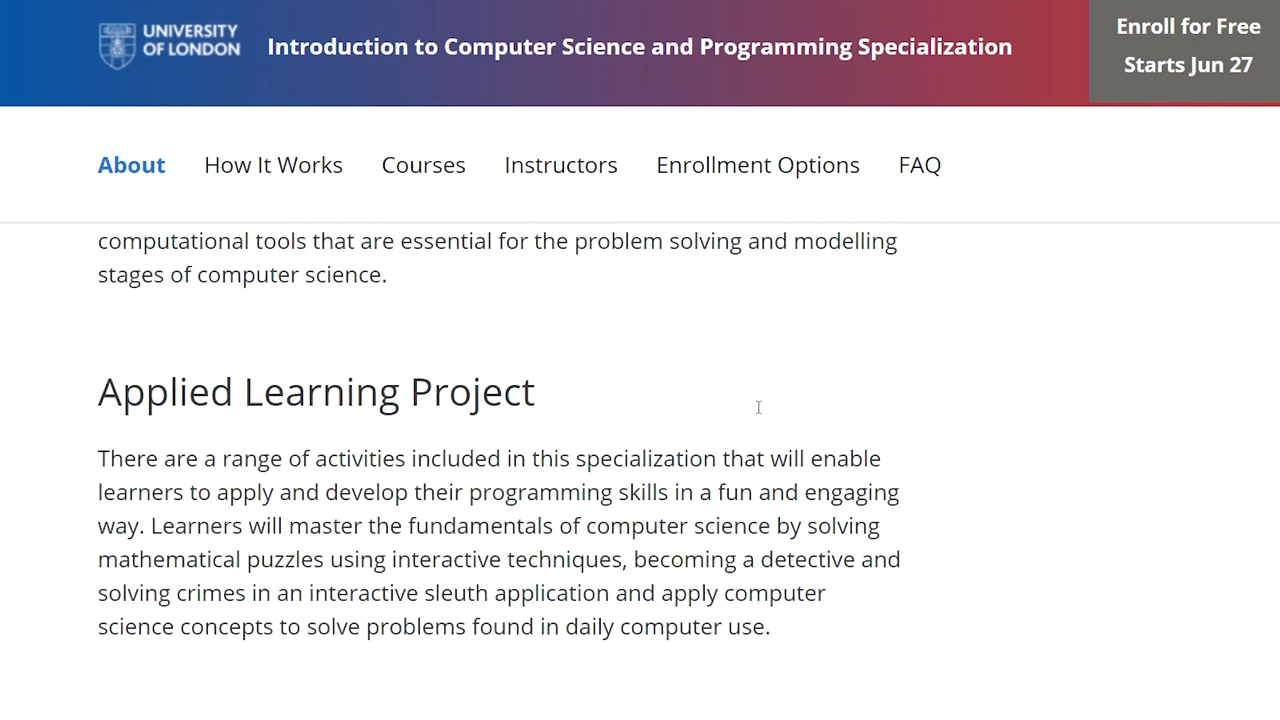 UNIVERSITY
OF LONDON
Introduction to Computer Science and Programming Specialization
Enroll for Free
Starts Jun 27
About How It Works Courses Instructors Enrollment Options FAQ
computational tools that are essential for the problem solving and modelling
stages of computer science.
Applied Learning Project
There are a range of activities included in this specialization that will enable
learners to apply and develop their programming skills in a fun and engaging
way. Learners will master the fundamentals of computer science by solving
mathematical puzzles using interactive techniques, becoming a detective and
solving crimes in an interactive sleuth application and apply computer
science concepts to solve problems found in daily computer use.